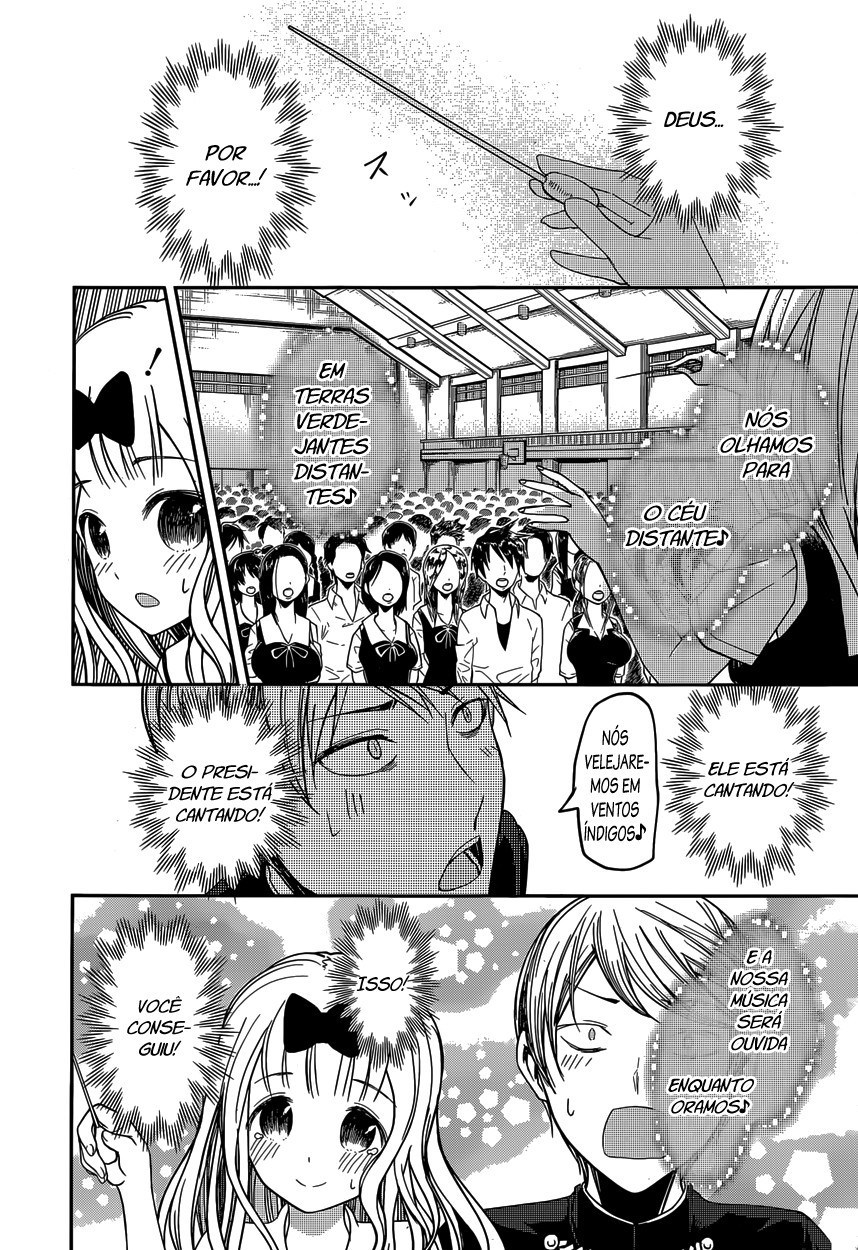 DEUS...
POR
FAVOR...!
ス
NÓS
OLHAMOS
PARA
O CÉU
DISTANTE♪
EM
TERRAS
VERDE-
JANTES
DISTAN-
TES♪
!
ELE ESTÁ
CANTANDO!
NÓS
VELEJARE-
MOS EM
VENTOS
ÍNDIGOS♪
O PRESI-
DENTE ESTÁ
CANTANDO!
E A
NOSSA
MÚSICA
SERÁ
OUVIDA
ENQUANTO
ORAMOS♪
ISSO!
VOCÊ
CONSE-
GUIU!